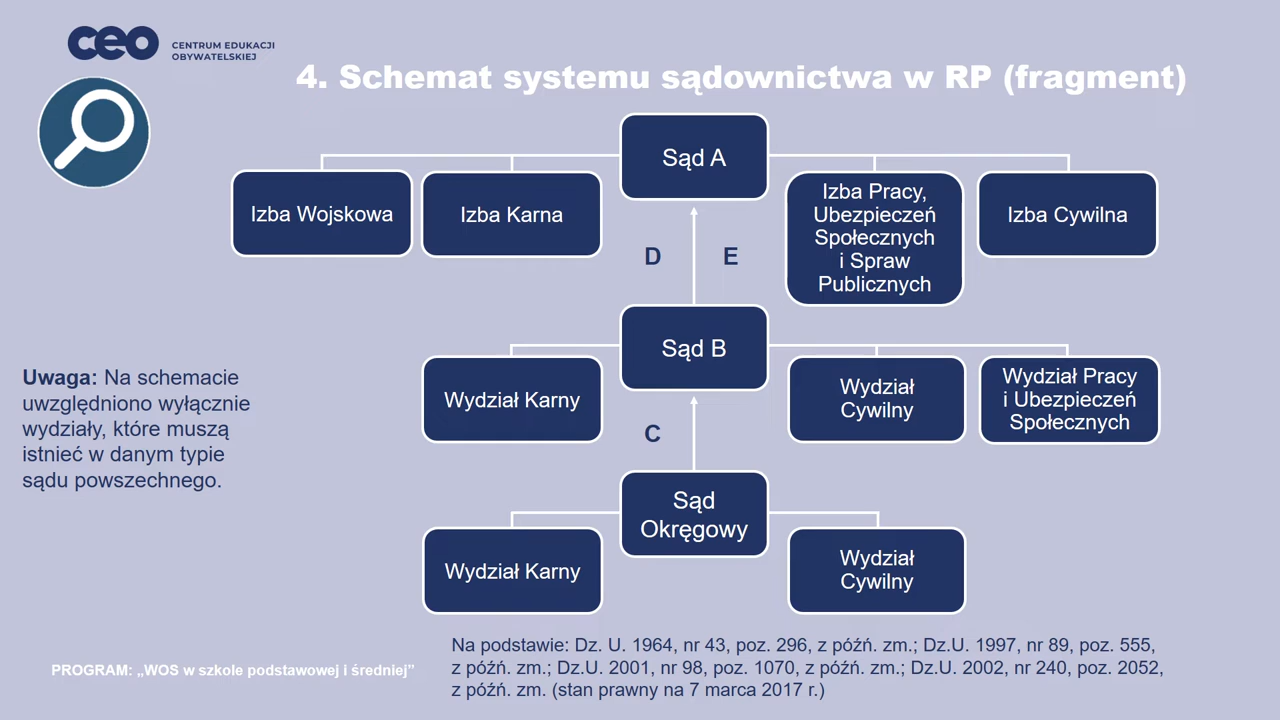 ceo
CENTRUM EDUKACJI
OBYWATELSKIEJ
4. Schemat systemu sądownictwa w RP (fragment)
Sąd A
Izba Wojskowa
Izba Karna
Izba Pracy,
Ubezpieczeń
Społecznych
i Spraw
Publicznych
Izba Cywilna
D
E
Sąd B
Wydział Karny
Wydział
Cywilny
Wydział Pracy
i Ubezpieczeń
Społecznych
Uwaga: Na schemacie
uwzględniono wyłącznie
wydziały, które muszą
istnieć w danym typie
sądu powszechnego.
C
Sąd
Okręgowy
Wydział Karny
Wydział
Cywilny
Na podstawie: Dz. U. 1964, nr 43, poz. 296, z późń. zm.; Dz.U. 1997, nr 89, poz. 555,
z późń. zm.; Dz.U. 2001, nr 98, poz. 1070, z późń. zm.; Dz.U. 2002, nr 240, poz. 2052,
z późń. zm. (stan prawny na 7 marca 2017 r.)
PROGRAM: „WOS w szkole podstawowej i średniej”